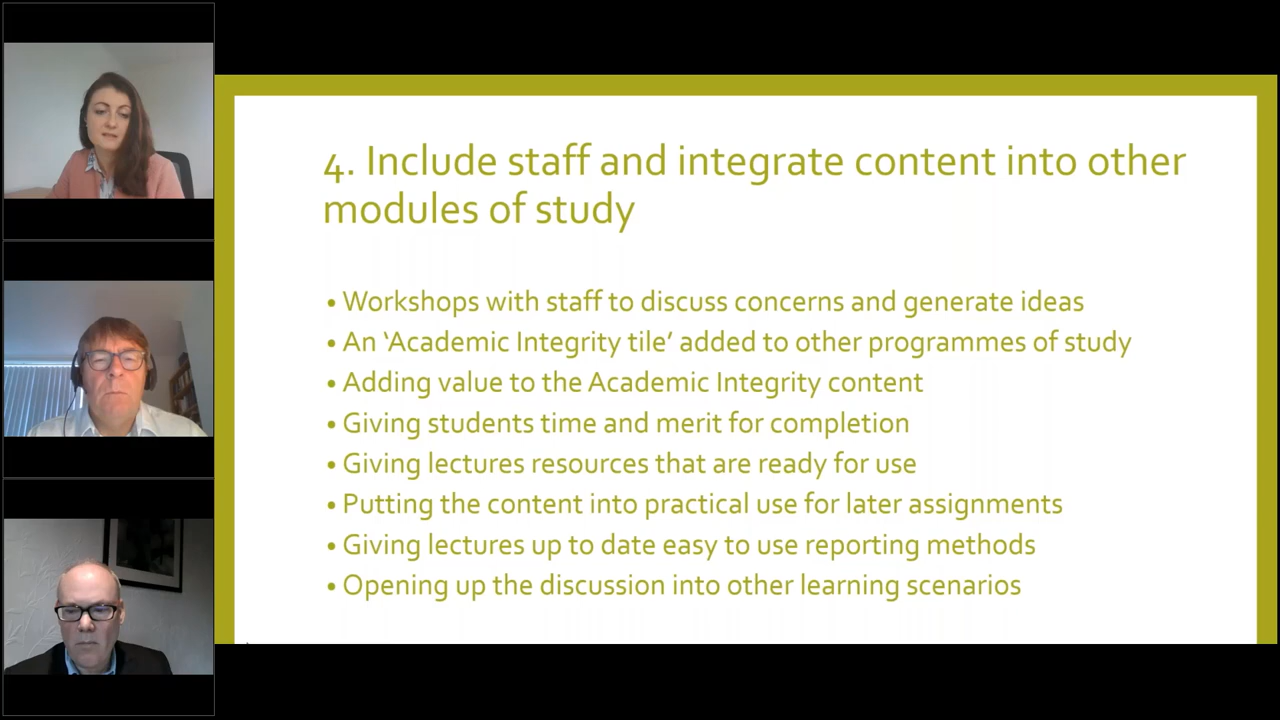 4. Include staff and integrate content into other
modules of study
• Workshops with staff to discuss concerns and generate ideas
• An ‘Academic Integrity tile’ added to other programmes of study
• Adding value to the Academic Integrity content
• Giving students time and merit for completion
• Giving lectures resources that are ready for use
• Putting the content into practical use for later assignments
• Giving lectures up to date easy to use reporting methods
• Opening up the discussion into other learning scenarios